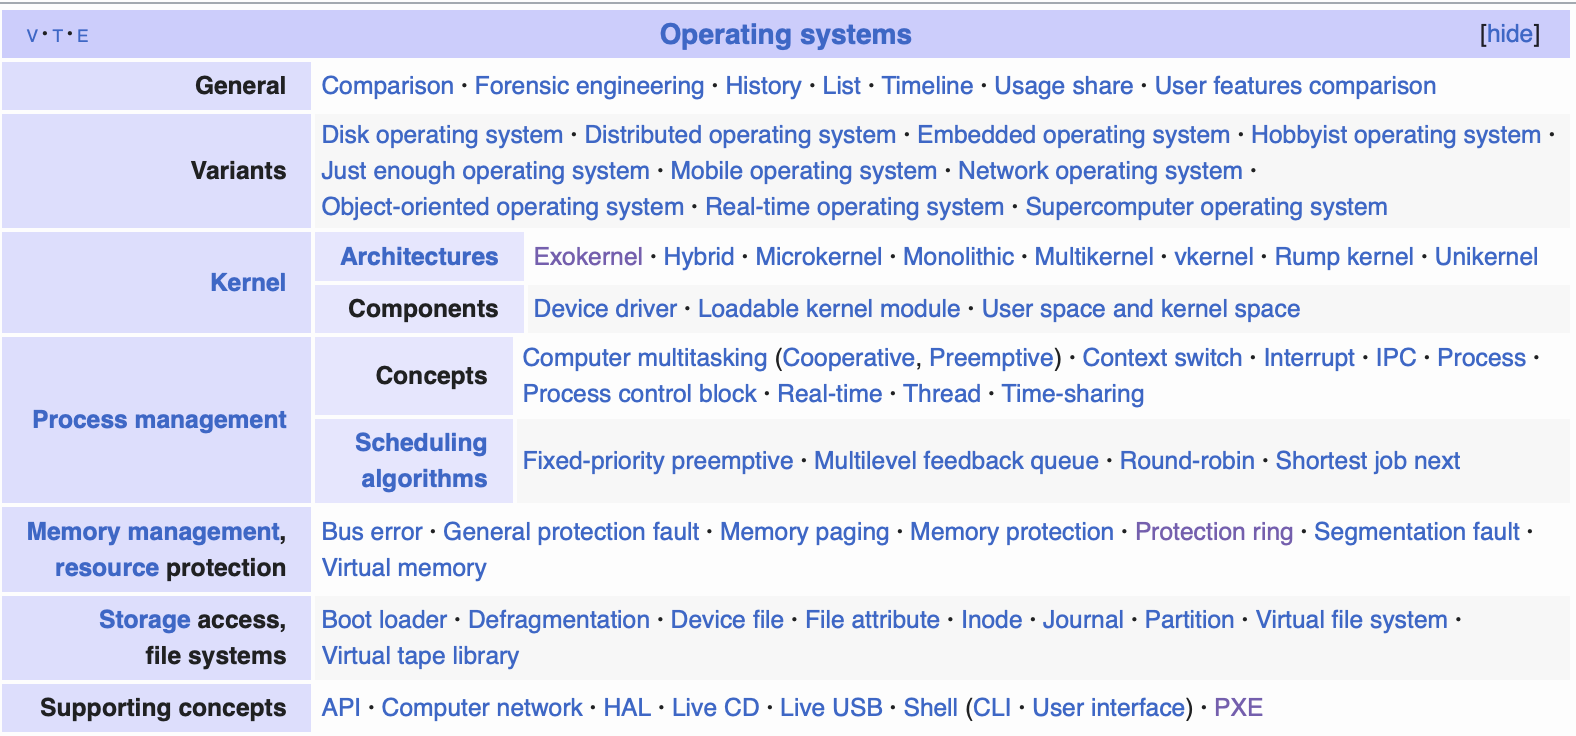 V • T • E Operating systems [hide]
General Comparison • Forensic engineering • History • List • Timeline • Usage share • User features comparison
Variants
Disk operating system • Distributed operating system • Embedded operating system • Hobbyist operating system •
Just enough operating system • Mobile operating system • Network operating system •
Object-oriented operating system • Real-time operating system • Supercomputer operating system
Kernel
Architectures Exokernel • Hybrid • Microkernel • Monolithic • Multikernel • vkernel • Rump kernel • Unikernel
Components Device driver • Loadable kernel module • User space and kernel space
Process management
Concepts
Computer multitasking (Cooperative, Preemptive) • Context switch • Interrupt • IPC • Process •
Process control block • Real-time • Thread • Time-sharing
Scheduling
algorithms
Fixed-priority preemptive • Multilevel feedback queue • Round-robin • Shortest job next
Memory management,
resource protection
Bus error • General protection fault • Memory paging • Memory protection • Protection ring • Segmentation fault •
Virtual memory
Storage access,
file systems
Boot loader • Defragmentation • Device file • File attribute • Inode • Journal • Partition • Virtual file system •
Virtual tape library
Supporting concepts API • Computer network • HAL • Live CD • Live USB • Shell (CLI • User interface) • PXE